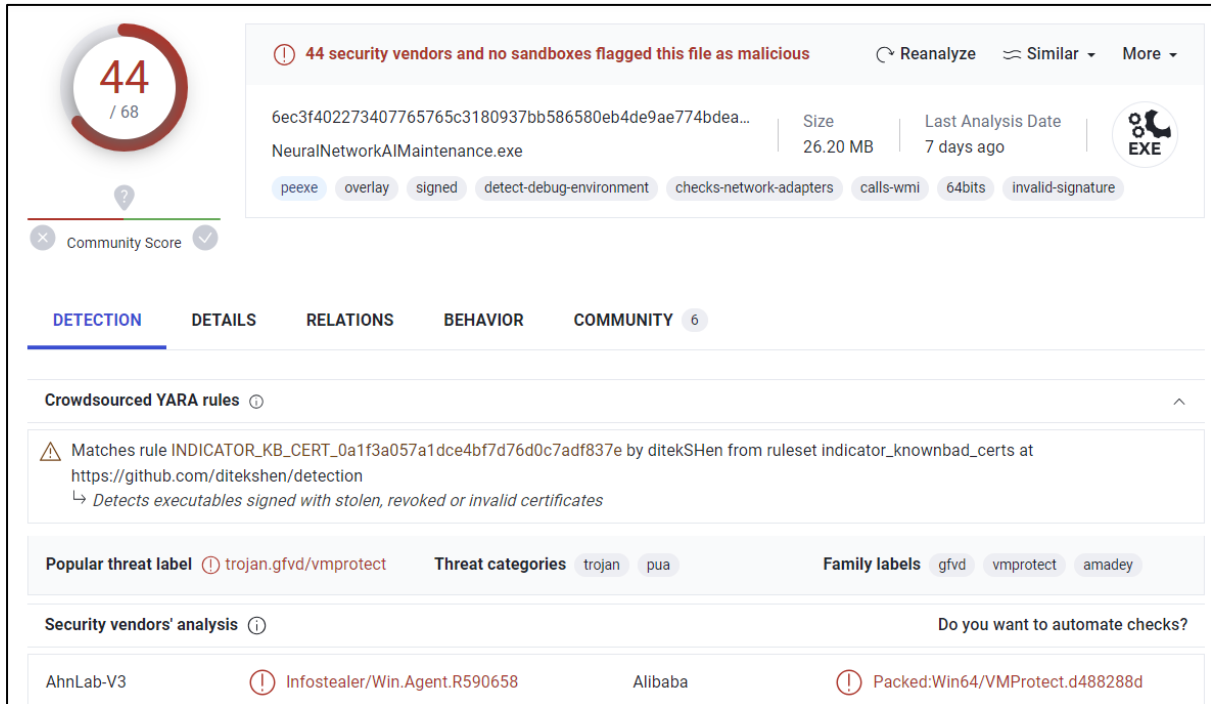 44
/ 68
?
Community Score
44 security vendors and no sandboxes flagged this file as malicious
Reanalyze
Similar
More
6ec3f402273407765765c3180937bb586580eb4de9ae774bdea...
NeuralNetworkAIMaintenance.exe
Size
26.20 MB
Last Analysis Date
7 days ago
EXE
peexe overlay signed detect-debug-environment checks-network-adapters calls-wmi 64bits invalid-signature
DETECTION DETAILS RELATIONS BEHAVIOR COMMUNITY 6
Crowdsourced YARA rules
Matches rule INDICATOR_KB_CERT_0a1f3a057a1dce4bf7d76d0c7adf837e by ditekSHen from ruleset indicator_knownbad_certs at
https://github.com/ditekshen/detection
Detects executables signed with stolen, revoked or invalid certificates
Popular threat label trojan.gfvd/vmprotect Threat categories trojan pua Family labels gfvd vmprotect amadey
Security vendors' analysis Do you want to automate checks?
AhnLab-V3 Infostealer/Win.Agent.R590658 Alibaba Packed:Win64/VMProtect.d488288d